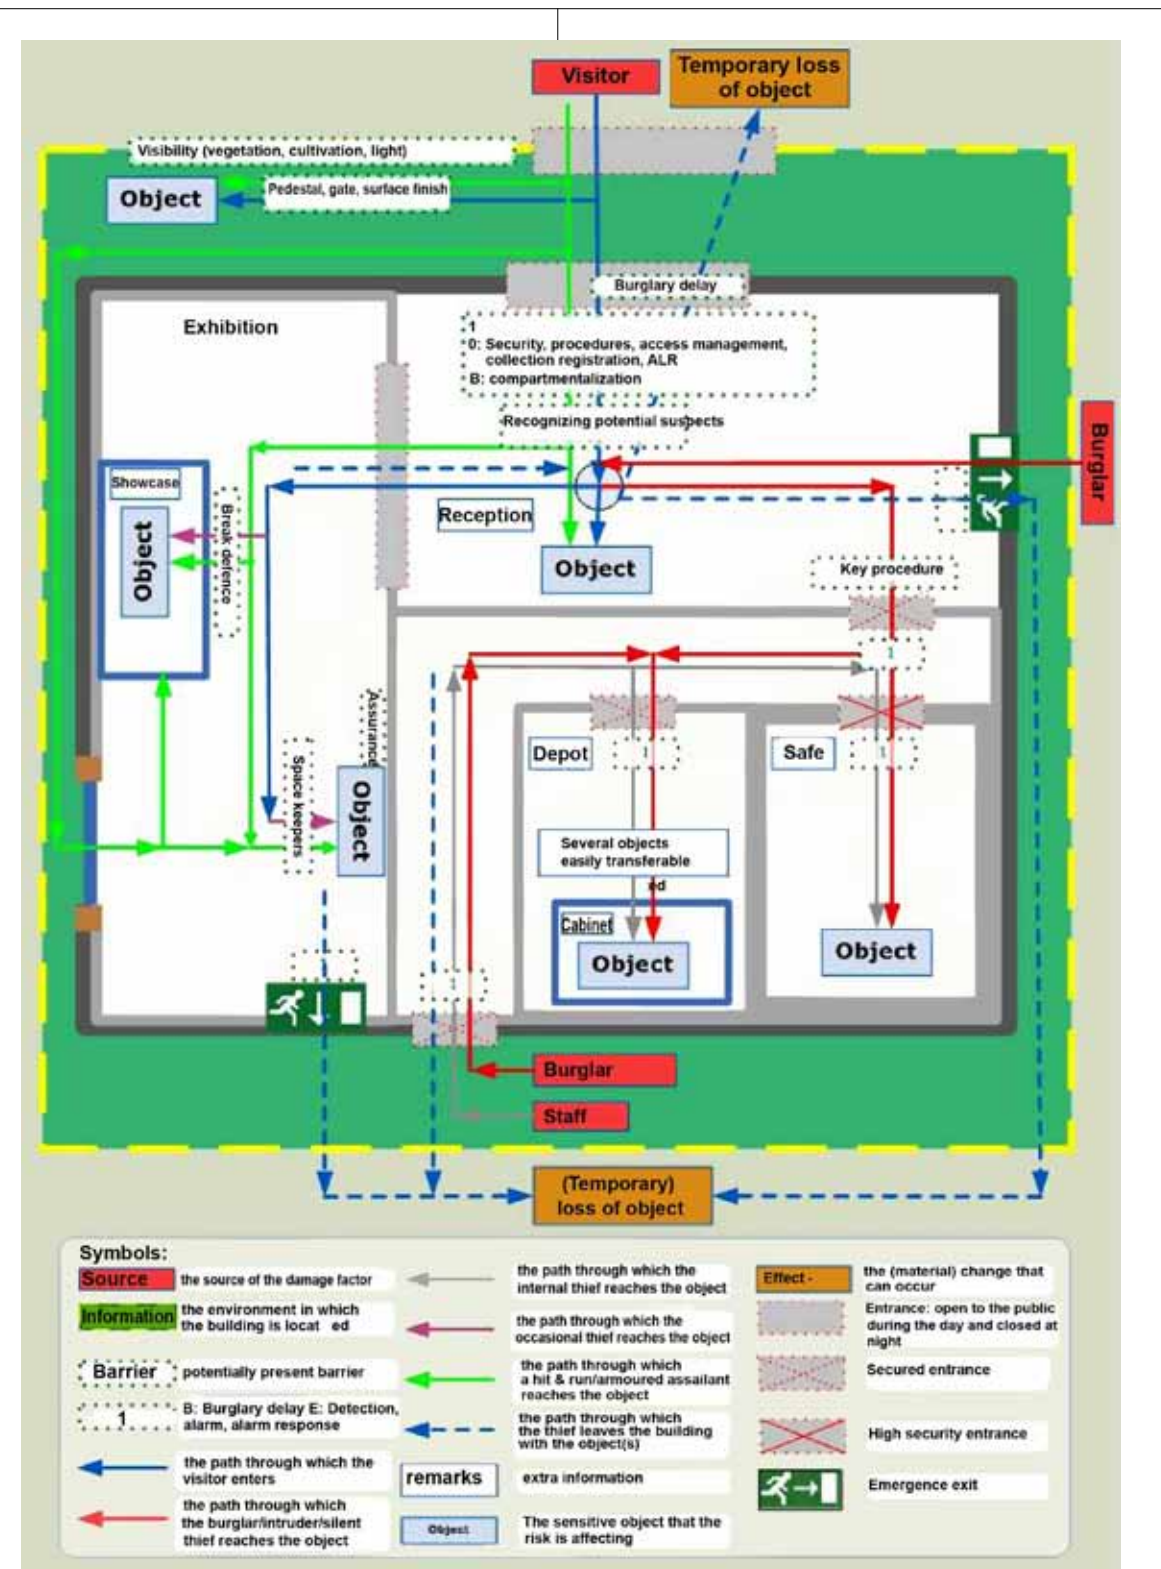 Visitor
Temporary loss
of object
Visibility (vegetation, cultivation, light)
Object
Pedestal, gate, surface finish
Burglary delay
Exhibition
1
0: Security, procedures, access management,
collection registration, ALR
B: compartmentalization
Recognizing potential suspects
Burglar
Showcase
Object
Break defence
Reception
Object
Key procedure
1
Assurance
Space keepers
Object
Depot
1
Safe
1
Several objects
easily transferable
ed
Cabinet
Object
Object
1
Burglar
Staff
(Temporary)
loss of object
Symbols:
Source
the source of the damage factor
Information
the environment in which
the building is locat ed
Barrier
potentially present barrier
1
B: Burglary delay E: Detection,
alarm, alarm response
the path through which the
visitor enters
the path through which
the burglar/intruder/silent
thief reaches the object
the path through which the
internal thief reaches the object
the path through which the
occasional thief reaches the object
the path through which
a hit & run/armoured assailant
reaches the object
the path through which
the thief leaves the building
with the object(s)
remarks
extra information
Object
The sensitive object that the
risk is affecting
Effect -
the (material) change that
can occur
Entrance: open to the public
during the day and closed at
night
Secured entrance
High security entrance
Emergence exit